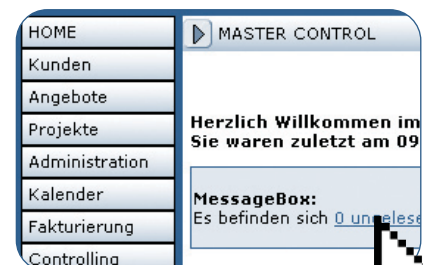 HOME
Kunden
Angebote
Projekte
Administration
Kalender
Fakturierung
Controlling
MASTER CONTROL
Herzlich Willkommen im
Sie waren zuletzt am 09
MessageBox:
Es befinden sich 0 ungelese